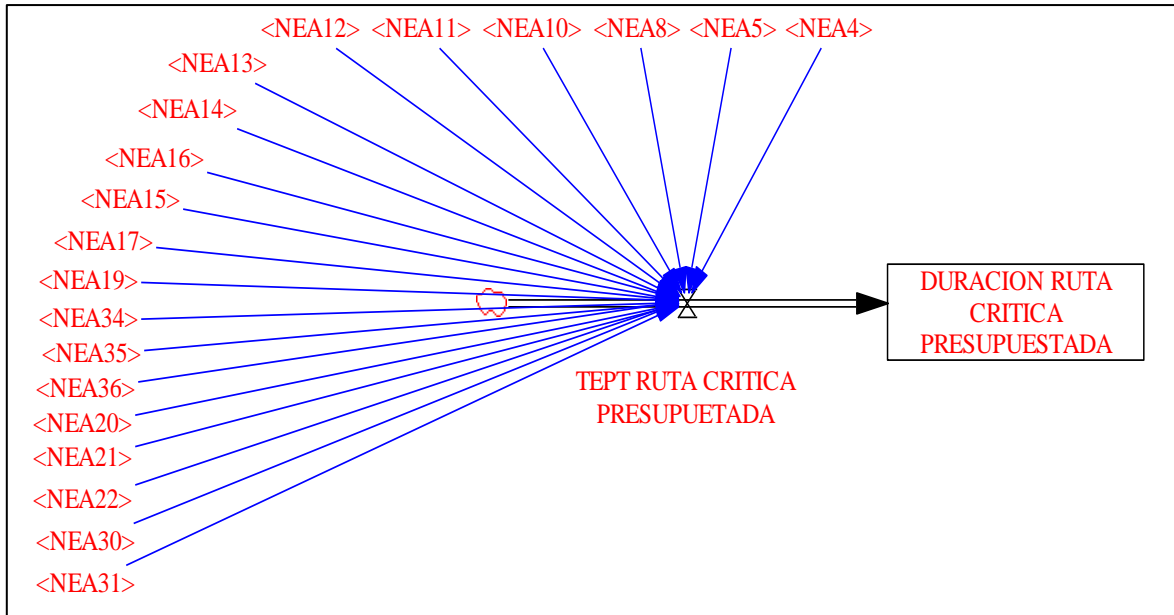 <NEA12> <NEA11> <NEA10> <NEA8> <NEA5> <NEA4>
<NEA13>
<NEA14>
<NEA16>
<NEA15>
<NEA17>
<NEA19>
<NEA34>
<NEA35>
<NEA36>
<NEA20>
<NEA21>
<NEA22>
<NEA30>
<NEA31>
TEPT RUTA CRITICA
PRESUPUETADA
DURACION RUTA
CRITICA
PRESUPUESTADA